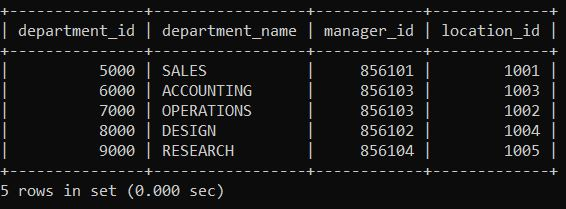 +---------------+-----------------+------------+-------------+
| department_id | department_name | manager_id | location_id |
+---------------+-----------------+------------+-------------+
|          5000 | SALES           |     856101 |        1001 |
|          6000 | ACCOUNTING      |     856103 |        1003 |
|          7000 | OPERATIONS      |     856103 |        1002 |
|          8000 | DESIGN          |     856102 |        1004 |
|          9000 | RESEARCH        |     856104 |        1005 |
+---------------+-----------------+------------+-------------+
5 rows in set (0.000 sec)